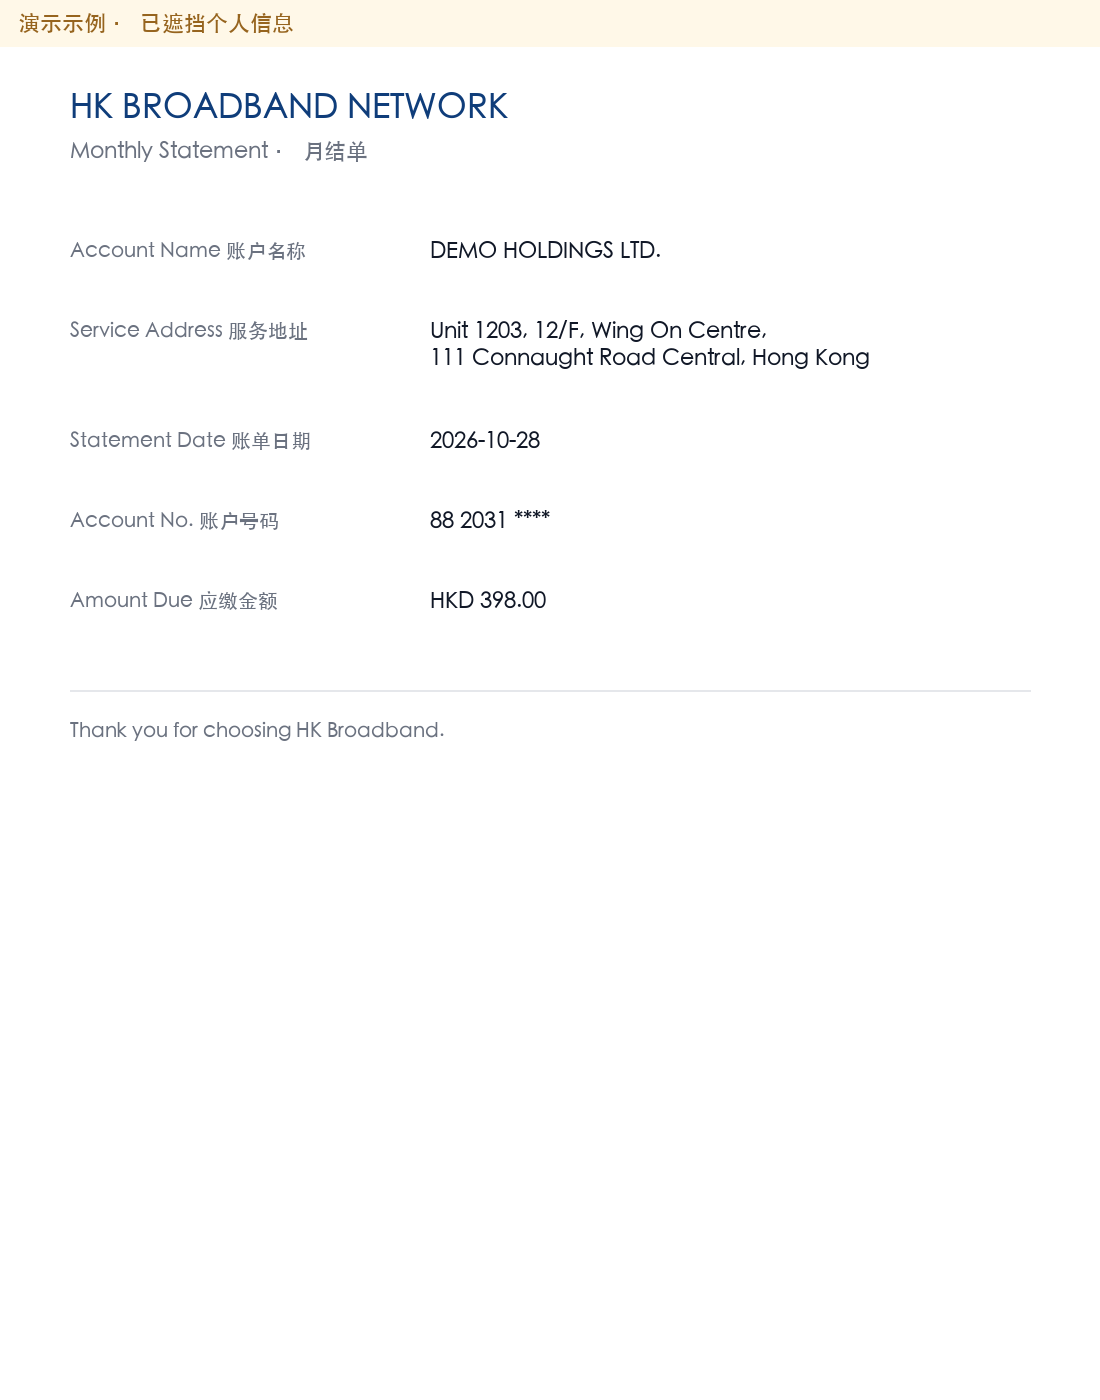 演示示例 · 已遮挡个人信息
HK BROADBAND NETWORK
Monthly Statement · 月结单
Account Name 账户名称 DEMO HOLDINGS LTD.
Service Address 服务地址 Unit 1203, 12/F, Wing On Centre,
111 Connaught Road Central, Hong Kong
Statement Date 账单日期 2026-10-28
Account No. 账户号码 88 2031 ****
Amount Due 应缴金额 HKD 398.00
Thank you for choosing HK Broadband.